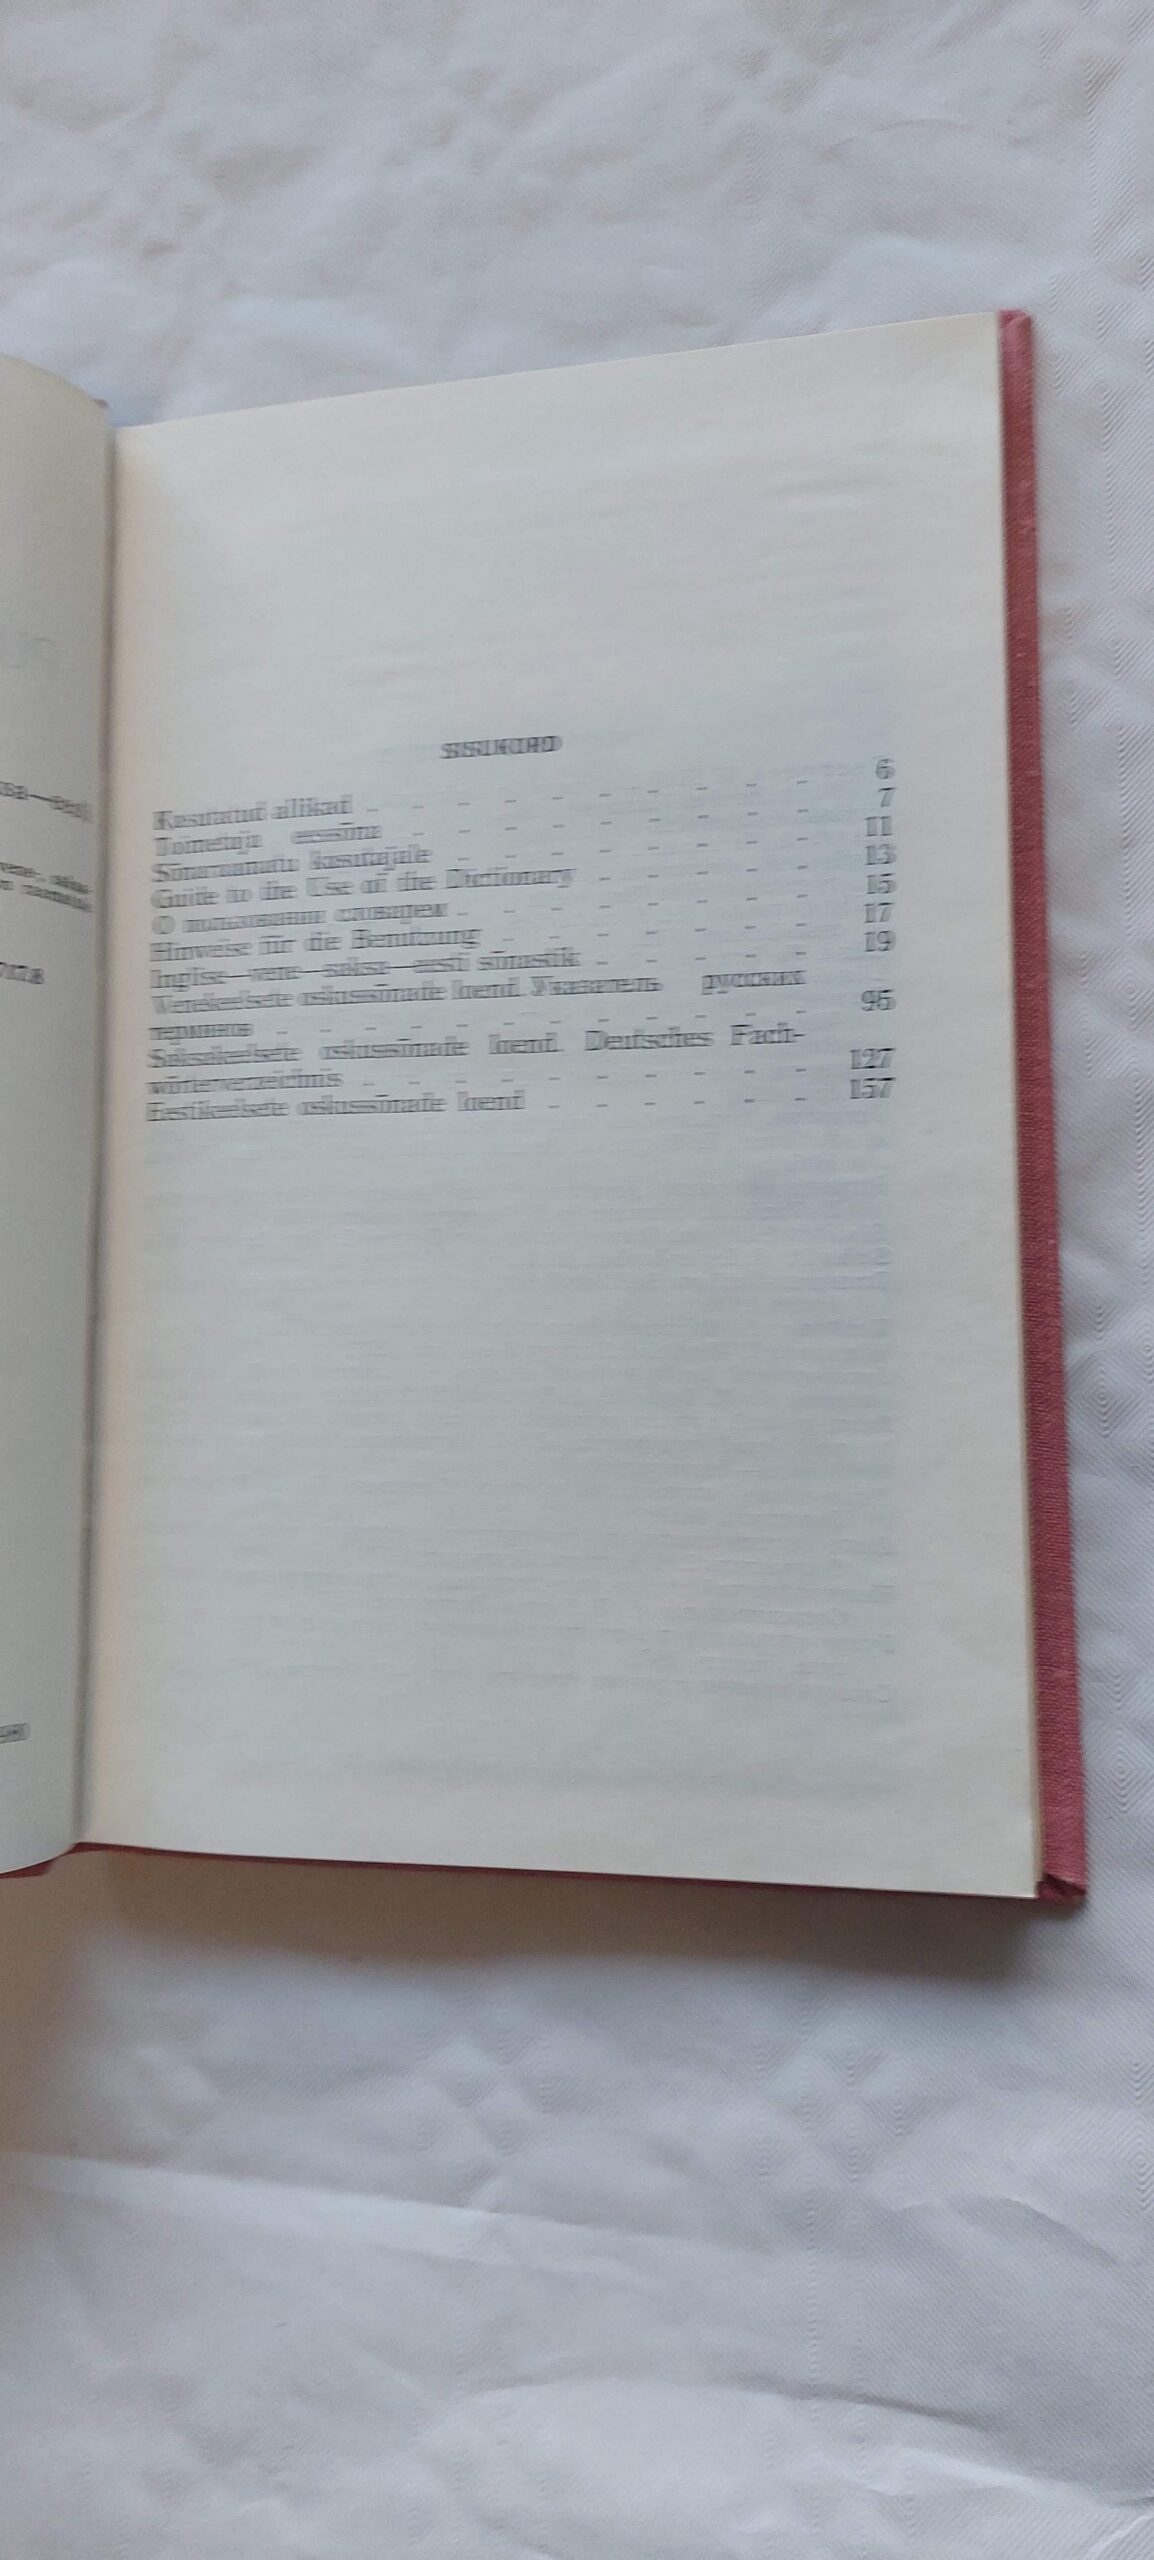 SISUKORD
Kasutatud allikad . . . . . . . . . 6
Toimetaja eessõna . . . . . . . . 7
Sõnaraamatu kasutajale . . . . . . . 11
Guide to the Use of the Dictionary . . . . . 13
О пользовании словарем . . . . . . . 15
Hinweise für die Benutzung . . . . . . 17
Inglise—vene—saksa—eesti sõnastik . . . . . 19
Venekeelsete oskussõnade loend. Указатель русских
терминов . . . . . . . . . . . 95
Saksakeelsete oskussõnade loend. Deutsches Fach-
wörterverzeichnis . . . . . . . . . 127
Eestikeelsete oskussõnade loend . . . . . . 157